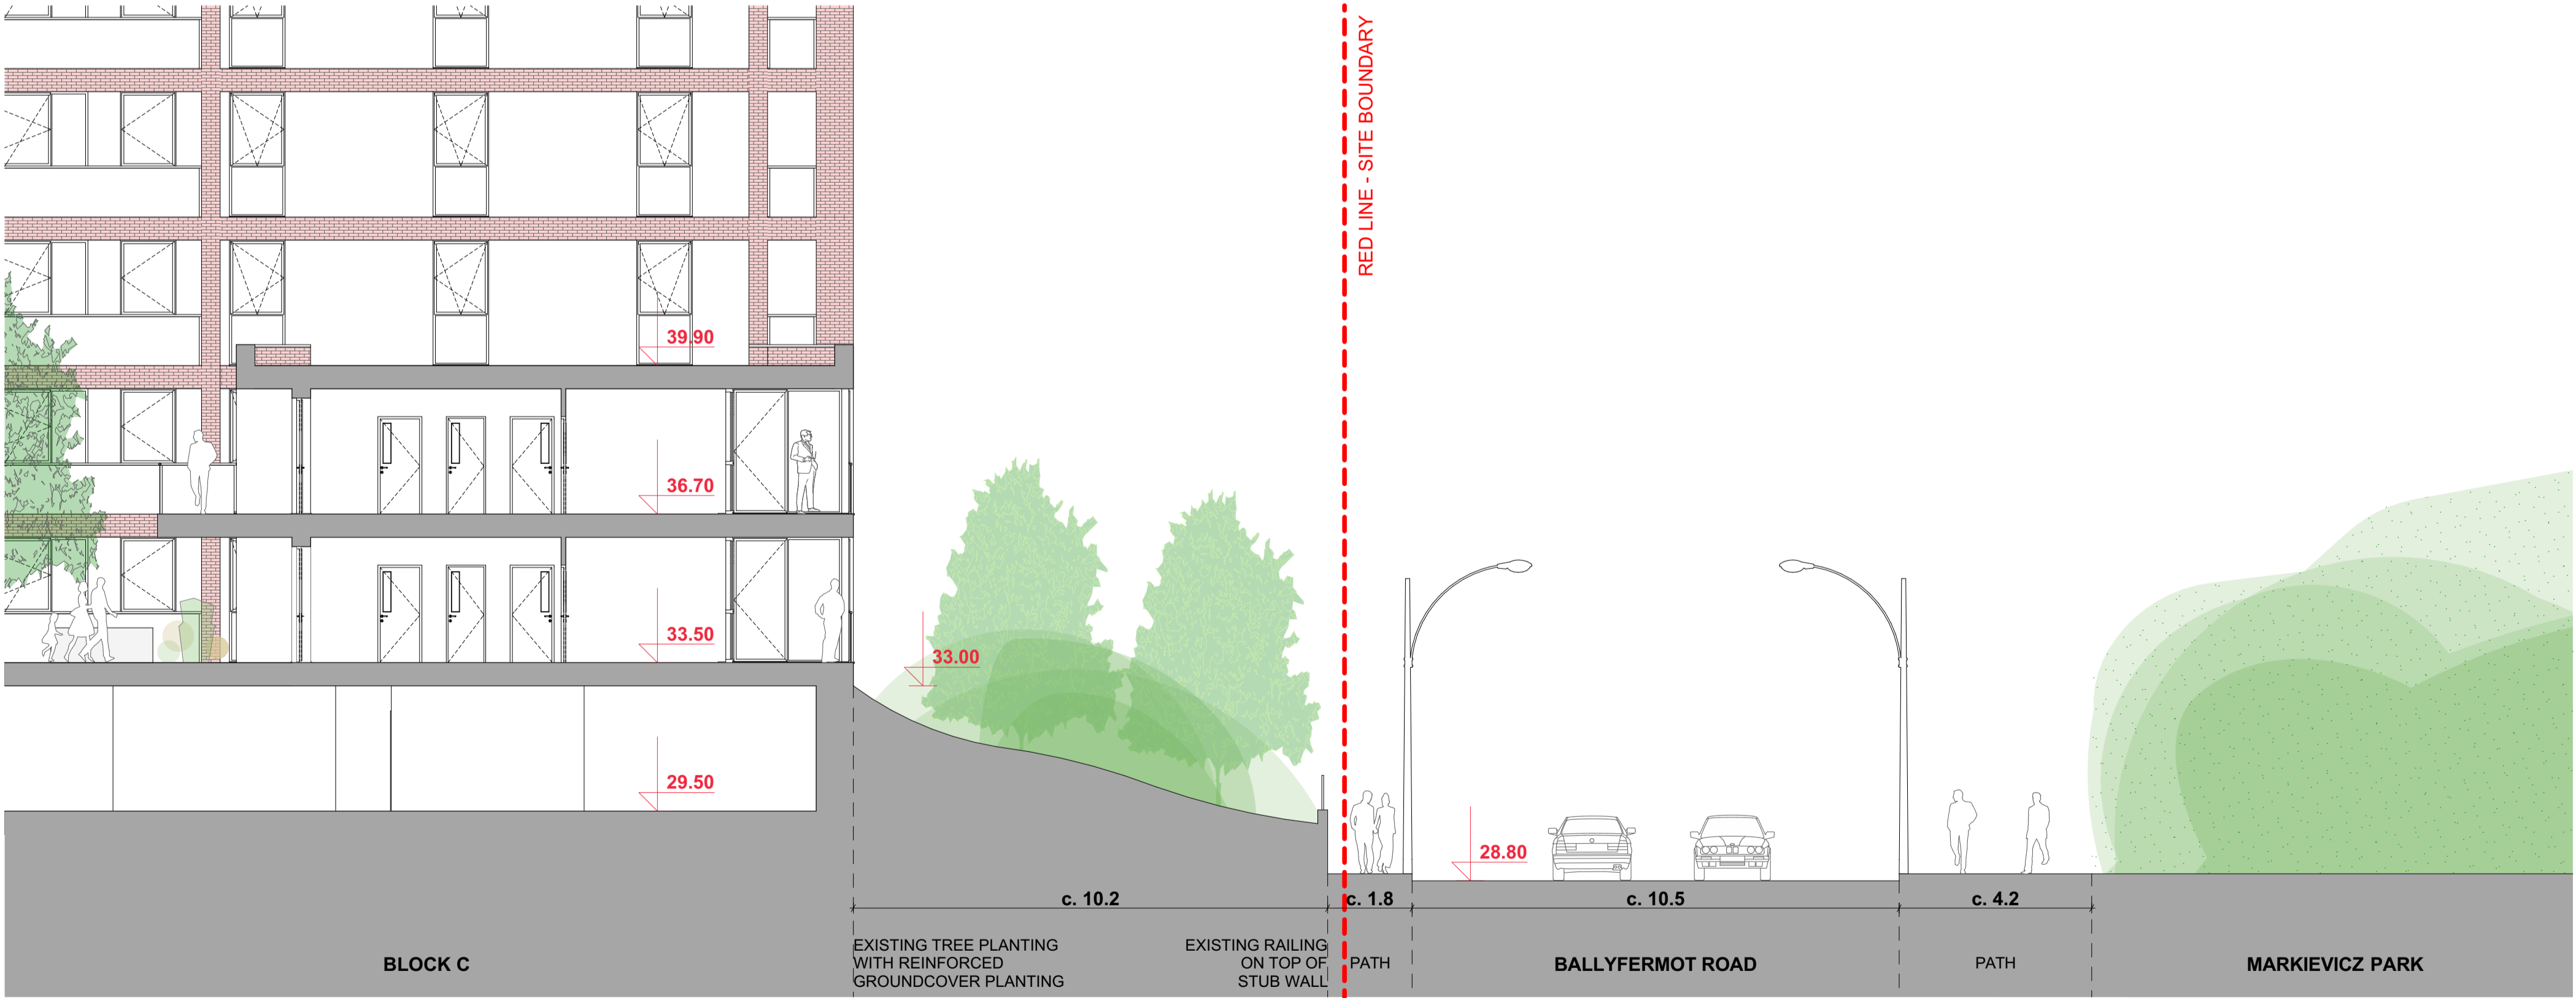 RED LINE - SITE BOUNDARY
39.90
36.70
33.50
33.00
29.50
28.80
c. 10.2
c. 1.8
c. 10.5
c. 4.2
BLOCK C
EXISTING TREE PLANTING
WITH REINFORCED
GROUNDCOVER PLANTING
EXISTING RAILING
ON TOP OF
STUB WALL
PATH
BALLYFERMOT ROAD
PATH
MARKIEVICZ PARK